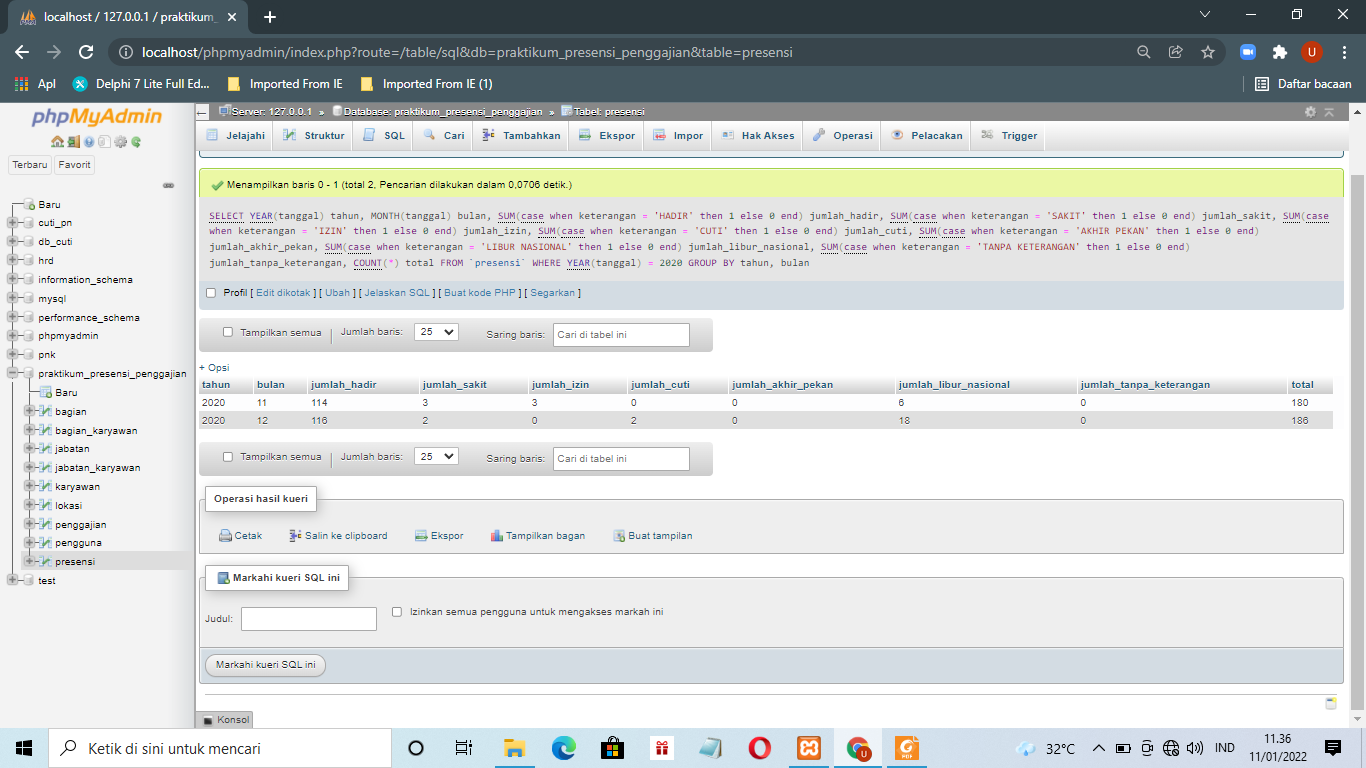 localhost / 127.0.0.1 / praktikum_
localhost/phpmyadmin/index.php?route=/table/sql&db=praktikum_presensi_penggajian&table=presensi
U
Apl
Delphi 7 Lite Full Ed...
Imported From IE
Imported From IE (1)
Daftar bacaan
phpMyAdmin
Terbaru Favorit
Baru
cuti_pn
db_cuti
hrd
information_schema
mysql
performance_schema
phpmyadmin
pnk
praktikum_presensi_penggajian
Baru
bagian
bagian_karyawan
jabatan
jabatan_karyawan
karyawan
lokasi
penggajian
pengguna
presensi
test
Server: 127.0.0.1 » Database: praktikum_presensi_penggajian » Tabel: presensi
Jelajahi Struktur SQL Cari Tambahkan Ekspor Impor Hak Akses Operasi Pelacakan Trigger
Menampilkan baris 0 - 1 (total 2, Pencarian dilakukan dalam 0,0706 detik.)
SELECT YEAR(tanggal) tahun, MONTH(tanggal) bulan, SUM(case when keterangan = 'HADIR' then 1 else 0 end) jumlah_hadir, SUM(case when keterangan = 'SAKIT' then 1 else 0 end) jumlah_sakit, SUM(case
when keterangan = 'IZIN' then 1 else 0 end) jumlah_izin, SUM(case when keterangan = 'CUTI' then 1 else 0 end) jumlah_cuti, SUM(case when keterangan = 'AKHIR PEKAN' then 1 else 0 end)
jumlah_akhir_pekan, SUM(case when keterangan = 'LIBUR NASIONAL' then 1 else 0 end) jumlah_libur_nasional, SUM(case when keterangan = 'TANPA KETERANGAN' then 1 else 0 end)
jumlah_tanpa_keterangan, COUNT(*) total FROM `presensi` WHERE YEAR(tanggal) = 2020 GROUP BY tahun, bulan
Profil [ Edit dikotak ] [ Ubah ] [ Jelaskan SQL ] [ Buat kode PHP ] [ Segarkan ]
Tampilkan semua | Jumlah baris: 25 Saring baris: Cari di tabel ini
+ Opsi
tahun bulan jumlah_hadir jumlah_sakit jumlah_izin jumlah_cuti jumlah_akhir_pekan jumlah_libur_nasional jumlah_tanpa_keterangan total
2020 11 114 3 3 0 0 6 0 180
2020 12 116 2 0 2 0 18 0 186
Tampilkan semua | Jumlah baris: 25 Saring baris: Cari di tabel ini
Operasi hasil kueri
Cetak Salin ke clipboard Ekspor Tampilkan bagan Buat tampilan
Markahi kueri SQL ini
Judul: Izinkan semua pengguna untuk mengakses markah ini
Markahi kueri SQL ini
Konsol
Ketik di sini untuk mencari
32°C
IND
11.36
11/01/2022